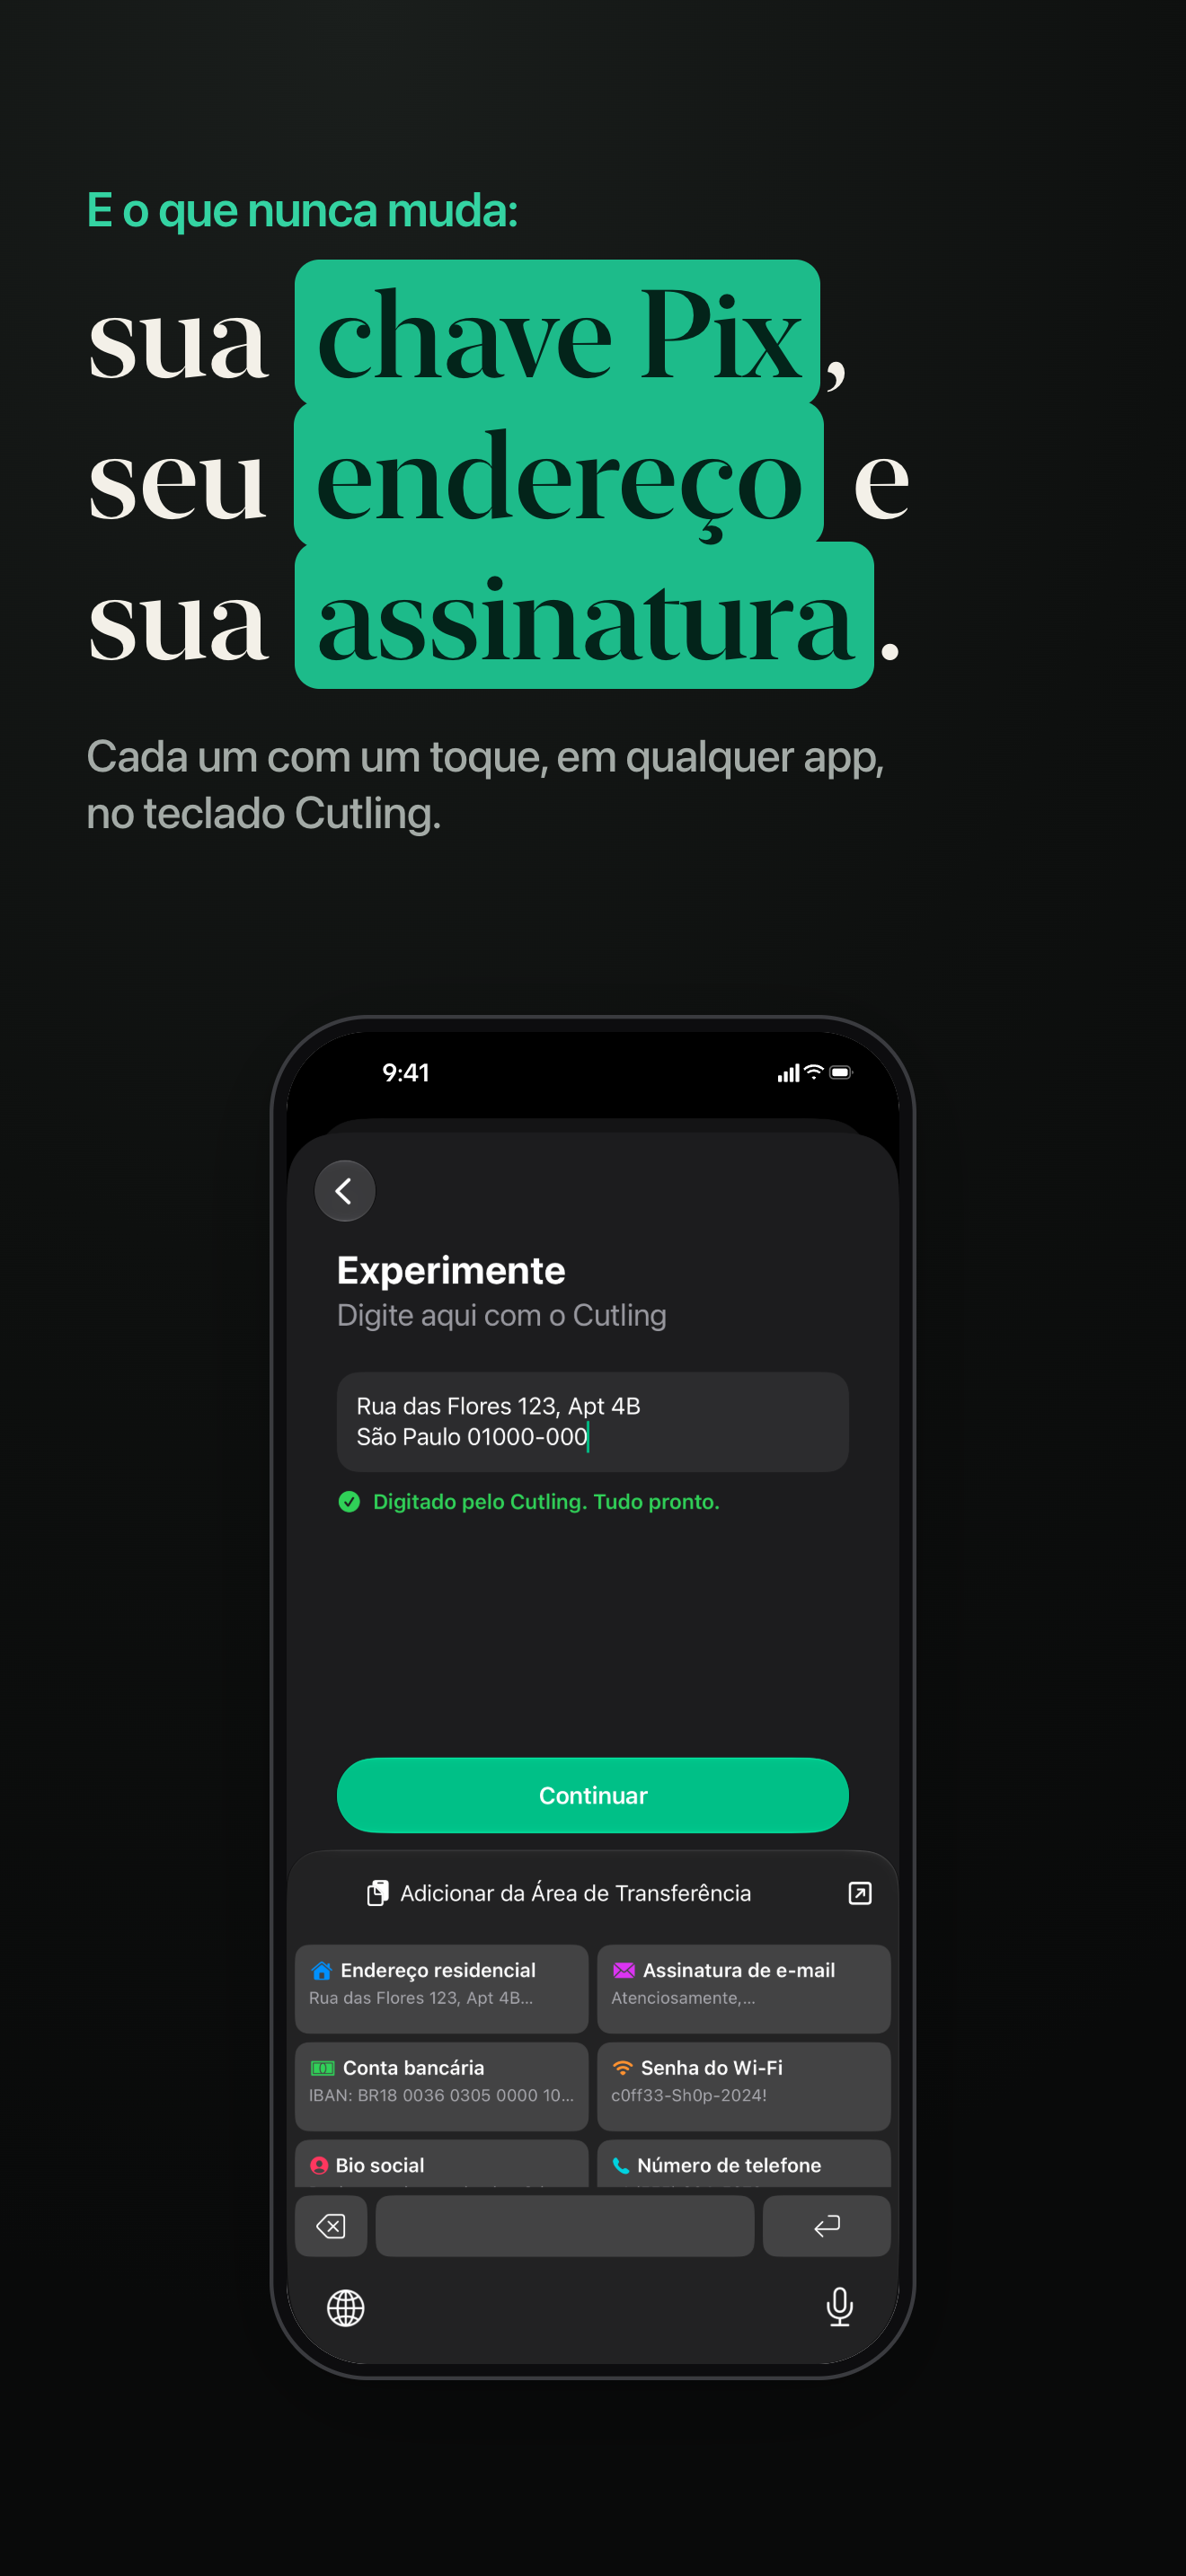 E o que nunca muda:
sua chave Pix,
seu endereço e
sua assinatura.
Cada um com um toque, em qualquer app,
no teclado Cutling.
9:41
Experimente
Digite aqui com o Cutling
Rua das Flores 123, Apt 4B
São Paulo 01000-000
Digitado pelo Cutling. Tudo pronto.
Continuar
Adicionar da Área de Transferência
Endereço residencial
Rua das Flores 123, Apt 4B...
Assinatura de e-mail
Atenciosamente,...
Conta bancária
IBAN: BR18 0036 0305 0000 10...
Senha do Wi-Fi
c0ff33-Sh0p-2024!
Bio social
Número de telefone